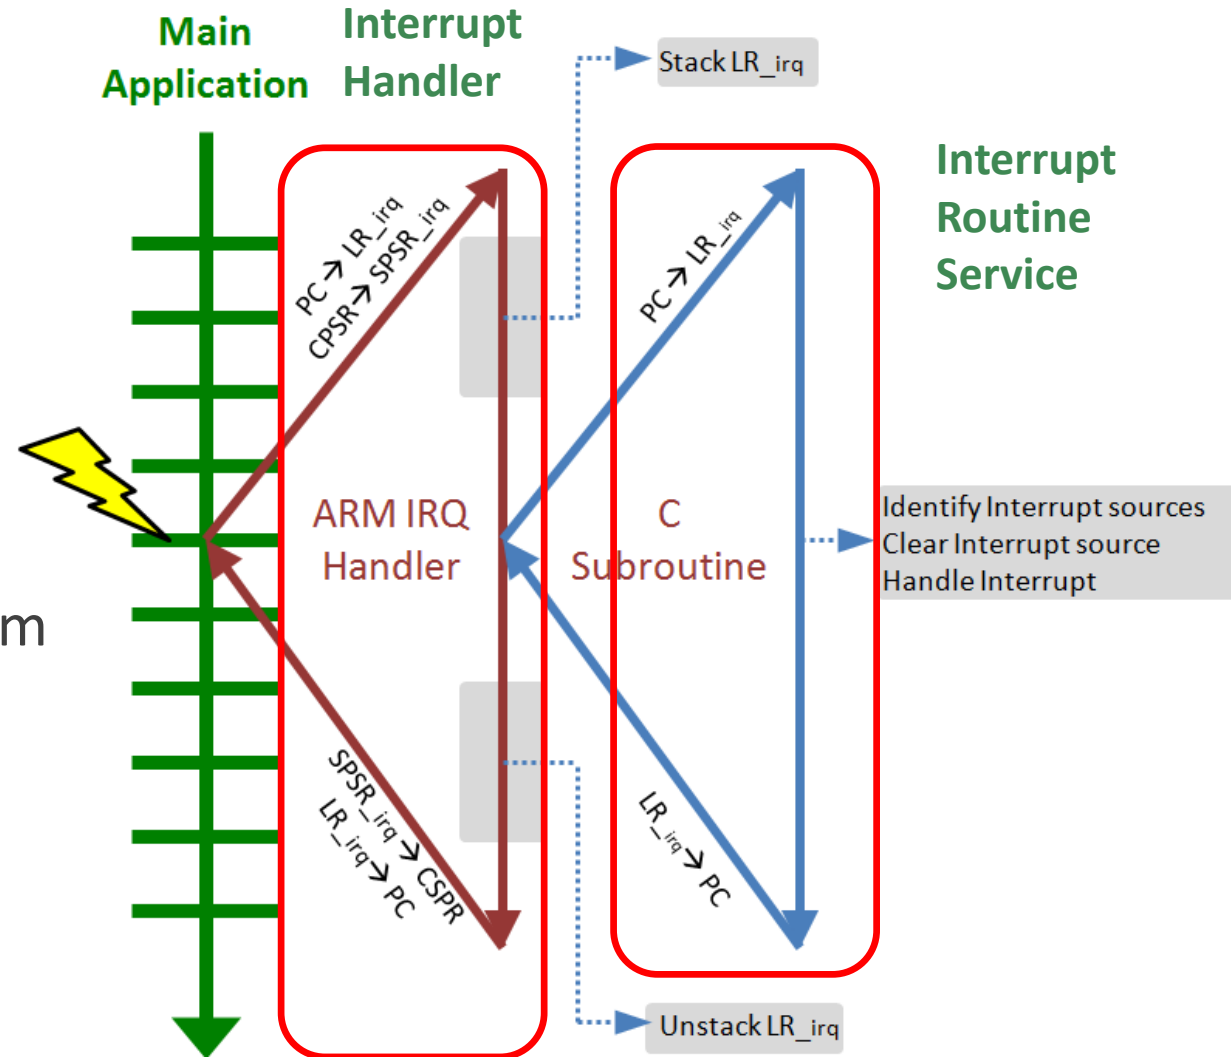 Main
Application
Interrupt
Handler
Stack LR_irq
Interrupt
Routine
Service
PC → LR_irq
CPSR → SPSR_irq
PC → LR_irq
ARM IRQ
Handler
C
Subroutine
Identify Interrupt sources
Clear Interrupt source
Handle Interrupt
m
SPSR_irq → CSPR
LR_irq → PC
LR_irq → PC
Unstack LR_irq